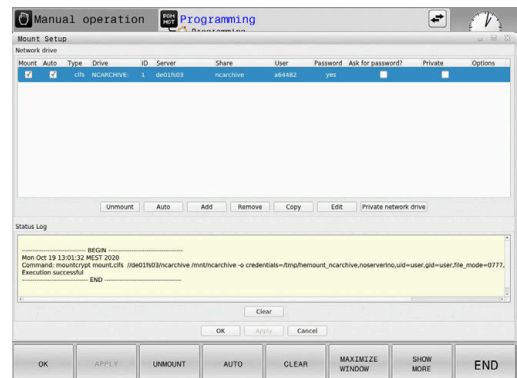 Manual operation
PGM
MGT
Programming
Programming
Mount Setup
Network drive
Mount Auto Type Drive ID Server Share User Password Ask for password? Private Options
cifs NCARCHIVE: 1 de01fs03 ncarchive a64482 yes
Unmount Auto Add Remove Copy Edit Private network drive
Status Log
------------------------ BEGIN ------------------------
Mon Oct 19 13:01:32 MEST 2020
Command: mountcrypt mount.cifs //de01fs03/ncarchive /mnt/ncarchive -o credentials=/tmp/hemount_ncarchive,noserverino,uid=user,gid=user,file_mode=0777,
Execution successful
------------------------ END ------------------------
Clear
OK Apply Cancel
OK APPLY UNMOUNT AUTO CLEAR MAXIMIZE WINDOW SHOW MORE END